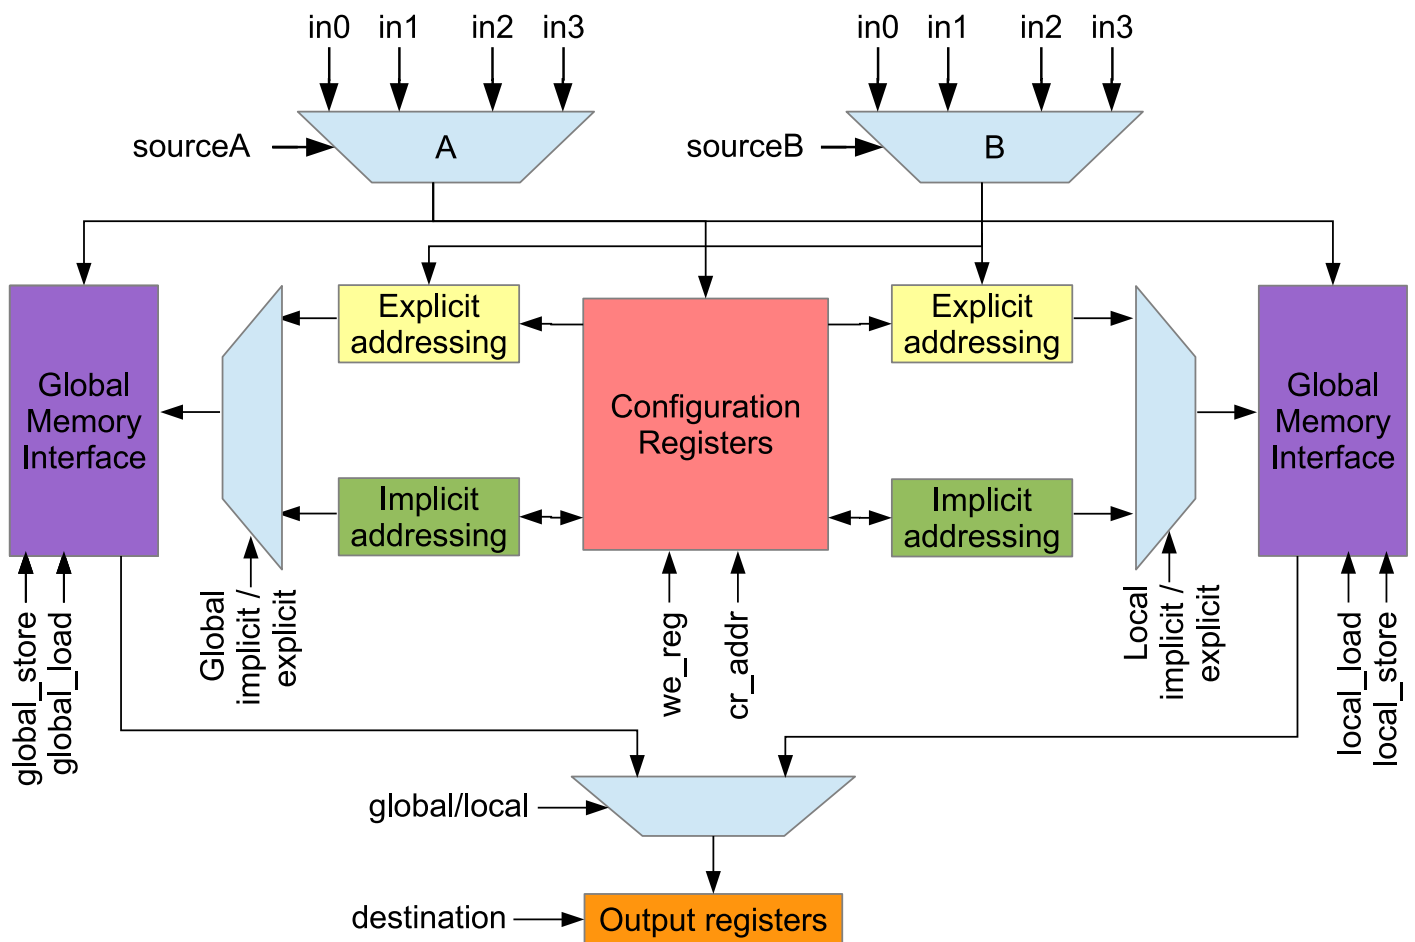 in0 in1 in2 in3 in0 in1 in2 in3
sourceA A sourceB B
Explicit
addressing
Explicit
addressing
Global
Memory
Interface
Configuration
Registers
Global
Memory
Interface
Implicit
addressing
Implicit
addressing
global_store
global_load
Global
implicit /
explicit
we_reg
cr_addr
Local
implicit /
explicit
local_load
local_store
global/local
destination
Output registers